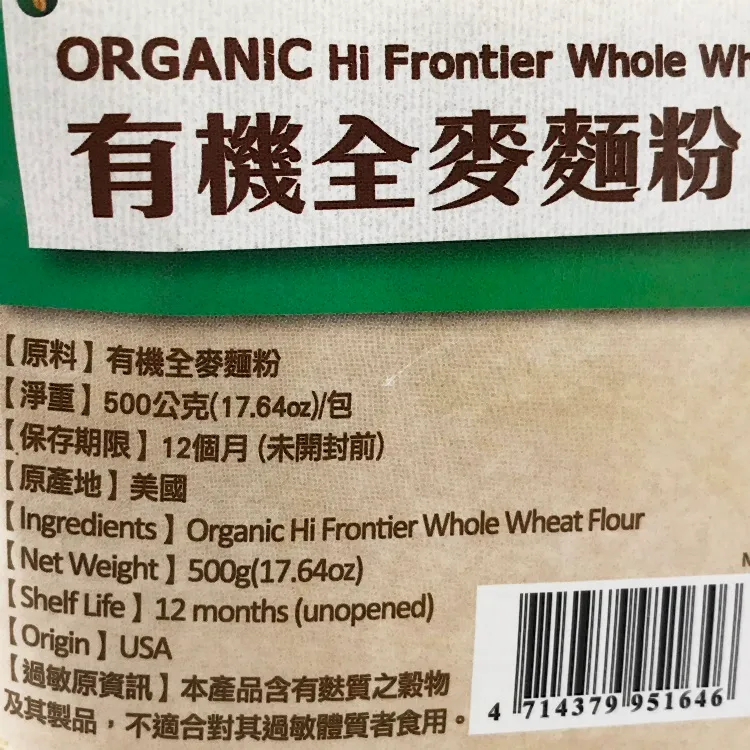 ORGANIC Hi Frontier Whole
有機全麥麵粉
【原料】有機全麥麵粉
【淨重】500公克(17.64oz)/包
【保存期限】12個月(未開封前)
【原產地】美國
【Ingredients】Organic Hi Frontier Whole Wheat Flour
【Net Weight】500g(17.64oz)
【Shelf Life】12 months (unopened)
【Origin】USA
【過敏原資訊】本產品含有麩質之穀物
及其製品，不適合對其過敏體質者食用。
4 714379 951646